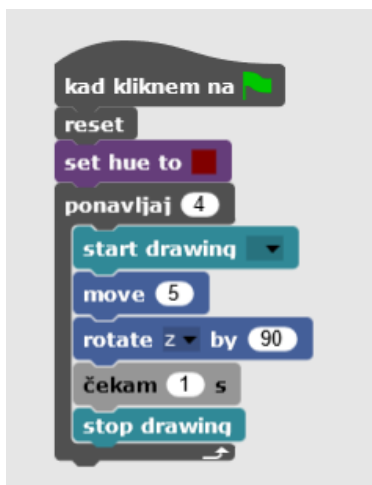 kad kliknem na
reset
set hue to
ponavljaj 4
start drawing
move 5
rotate z by 90
čekam 1 s
stop drawing